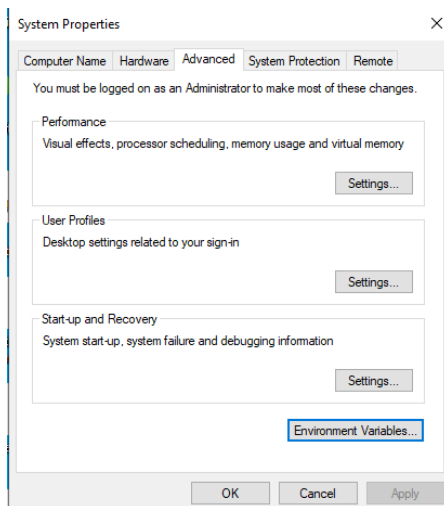 System Properties
Computer Name Hardware Advanced System Protection Remote
You must be logged on as an Administrator to make most of these changes.
Performance
Visual effects, processor scheduling, memory usage and virtual memory
Settings...
User Profiles
Desktop settings related to your sign-in
Settings...
Start-up and Recovery
System start-up, system failure and debugging information
Settings...
Environment Variables...
OK Cancel Apply